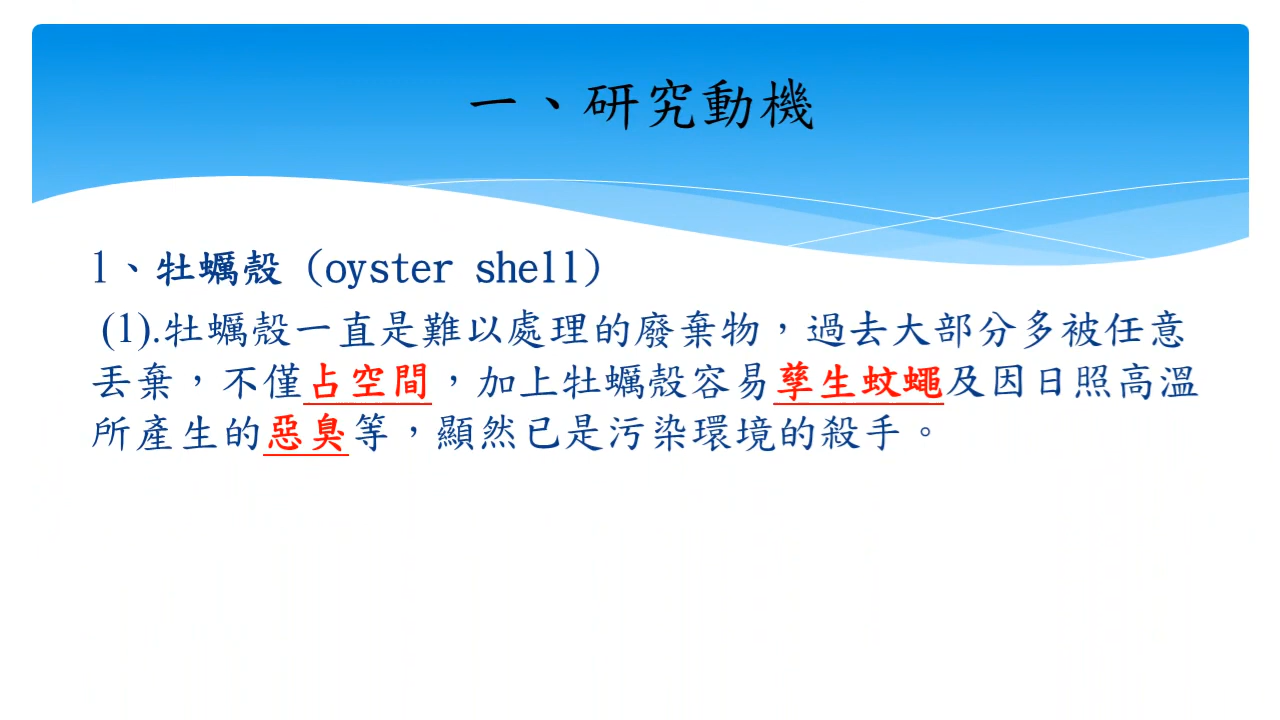 一、研究動機
1、牡蠣殼（oyster shell）
(1).牡蠣殼一直是難以處理的廢棄物，過去大部分多被任意
丟棄，不僅占空間，加上牡蠣殼容易孳生蚊蠅及因日照高溫
所產生的惡臭等，顯然已是污染環境的殺手。